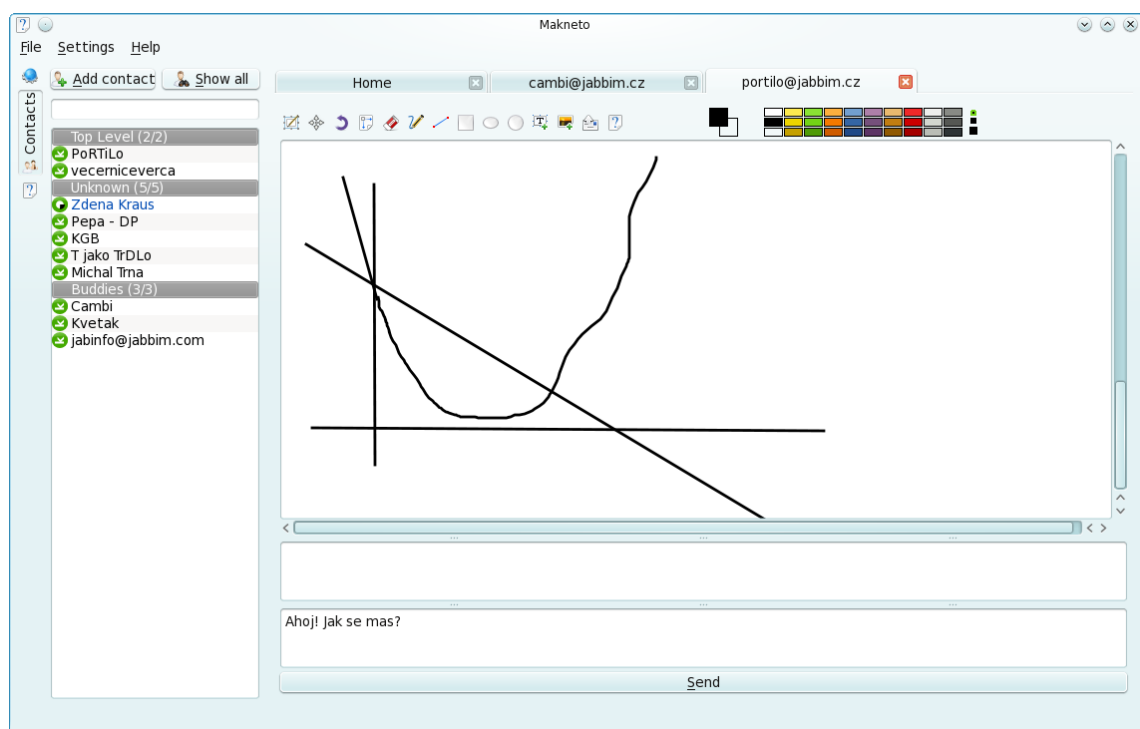 Makneto
File Settings Help
Add contact Show all
Home cambi@jabbim.cz portilo@jabbim.cz
Contacts
Top Level (2/2)
PoRTiLo
vecerniceverca
Unknown (5/5)
Zdena Kraus
Pepa - DP
KGB
T jako TrDLo
Michal Trna
Buddies (3/3)
Cambi
Kvetak
jabinfo@jabbim.com
Ahoj! Jak se mas?
Send